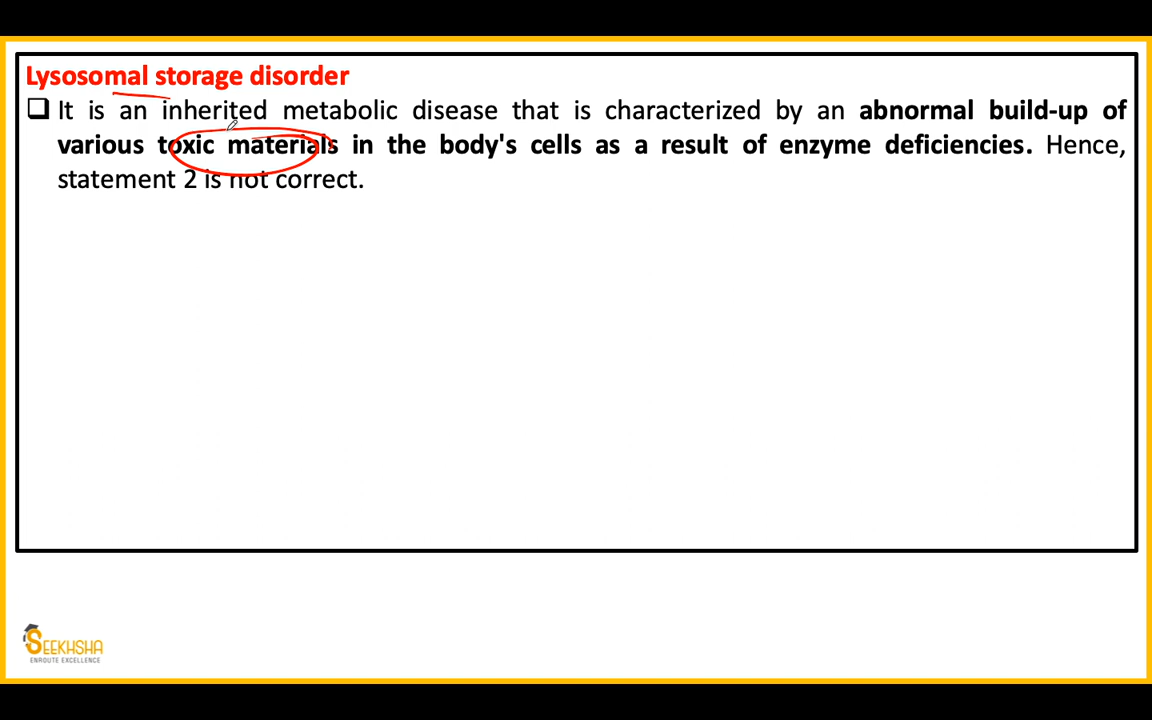 Lysosomal storage disorder
❑ It is an inherited metabolic disease that is characterized by an abnormal build-up of
various toxic materials in the body's cells as a result of enzyme deficiencies. Hence,
statement 2 is not correct.
SEEKHSHA
ENROUTE EXCELLENCE